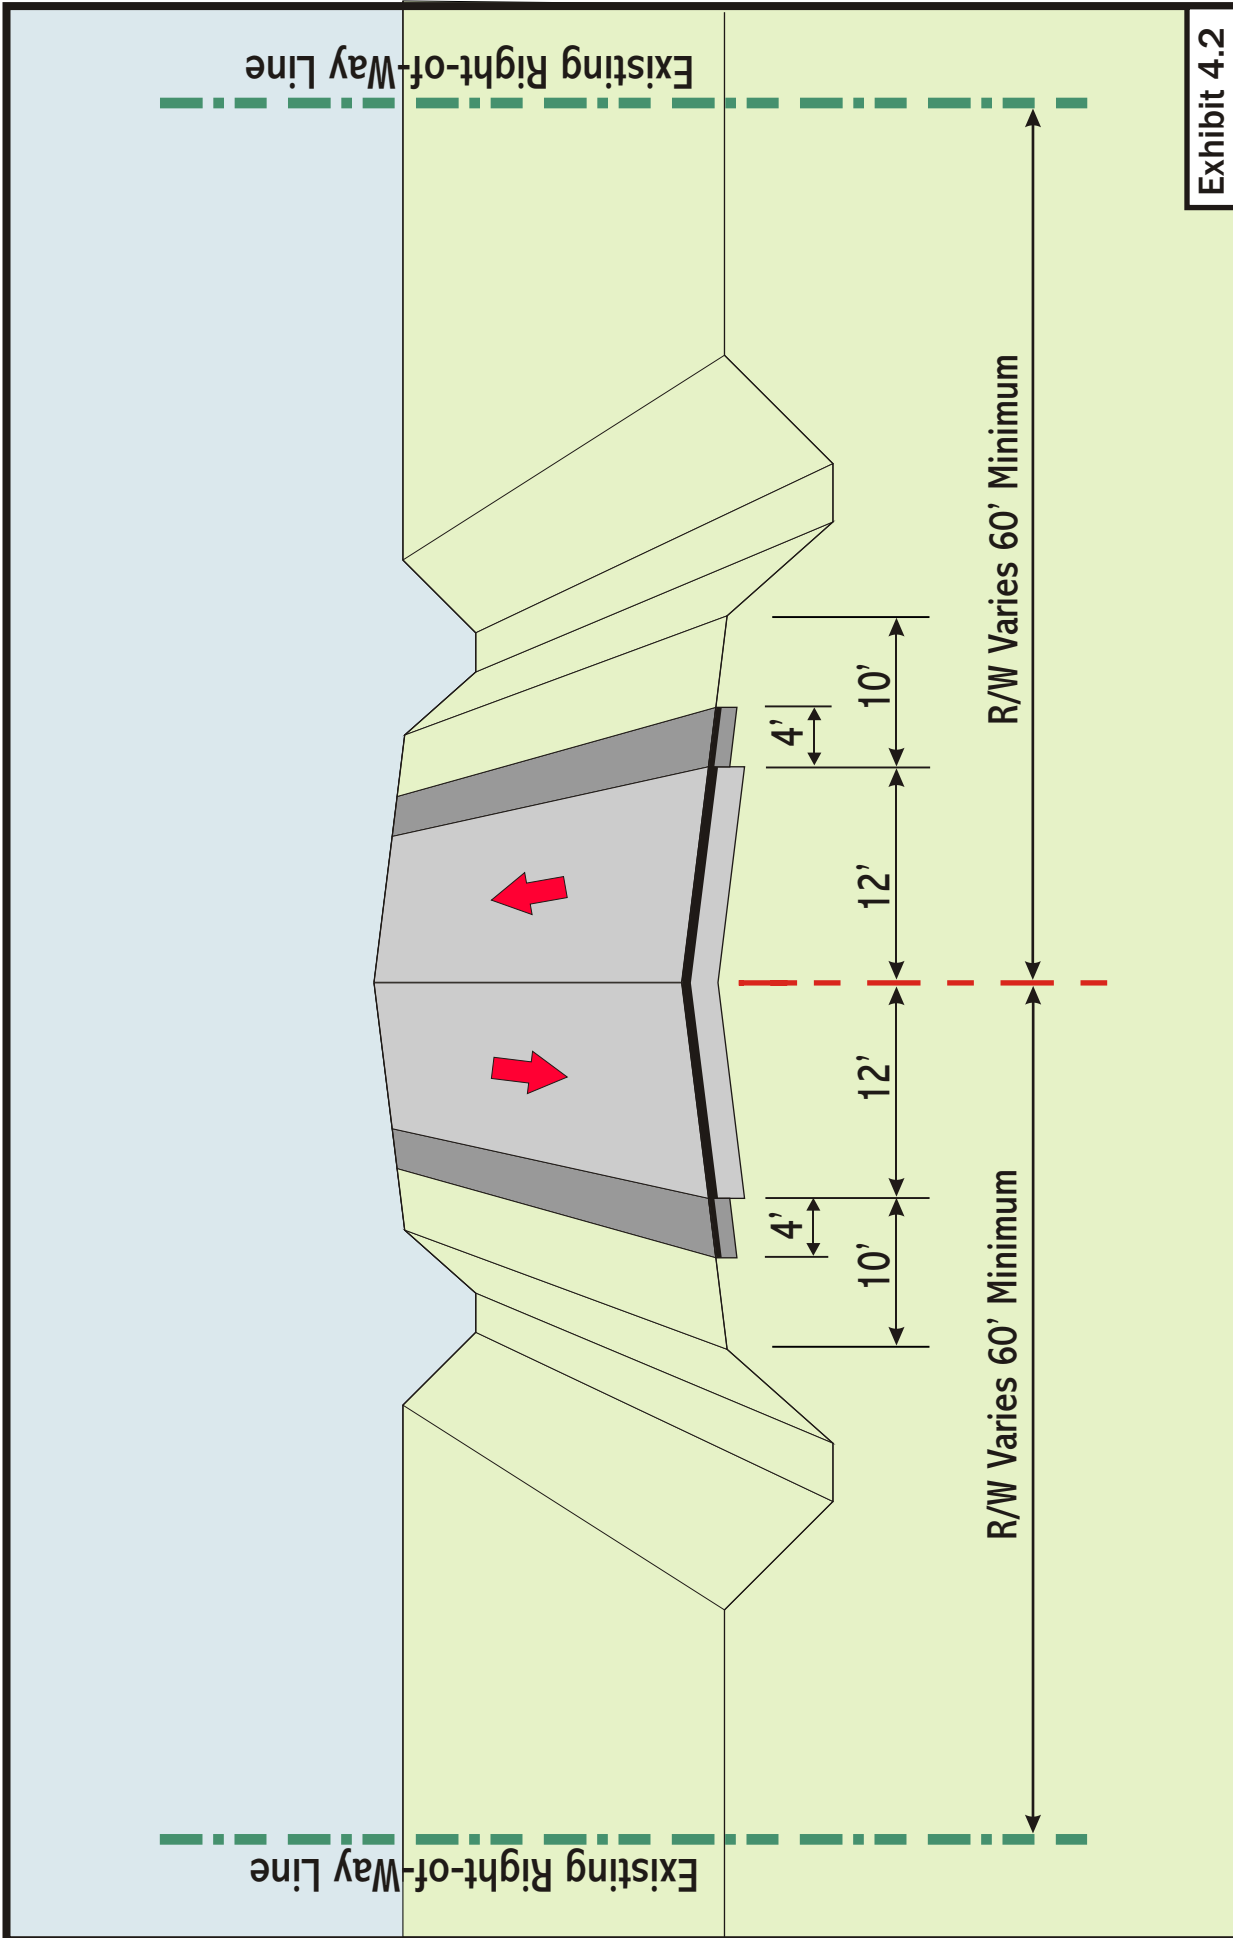 Existing Right-of-Way Line
Existing Right-of-Way Line
4’
4’
10’
12’
12’
10’
R/W Varies 60’ Minimum
R/W Varies 60’ Minimum
Exhibit 4.2